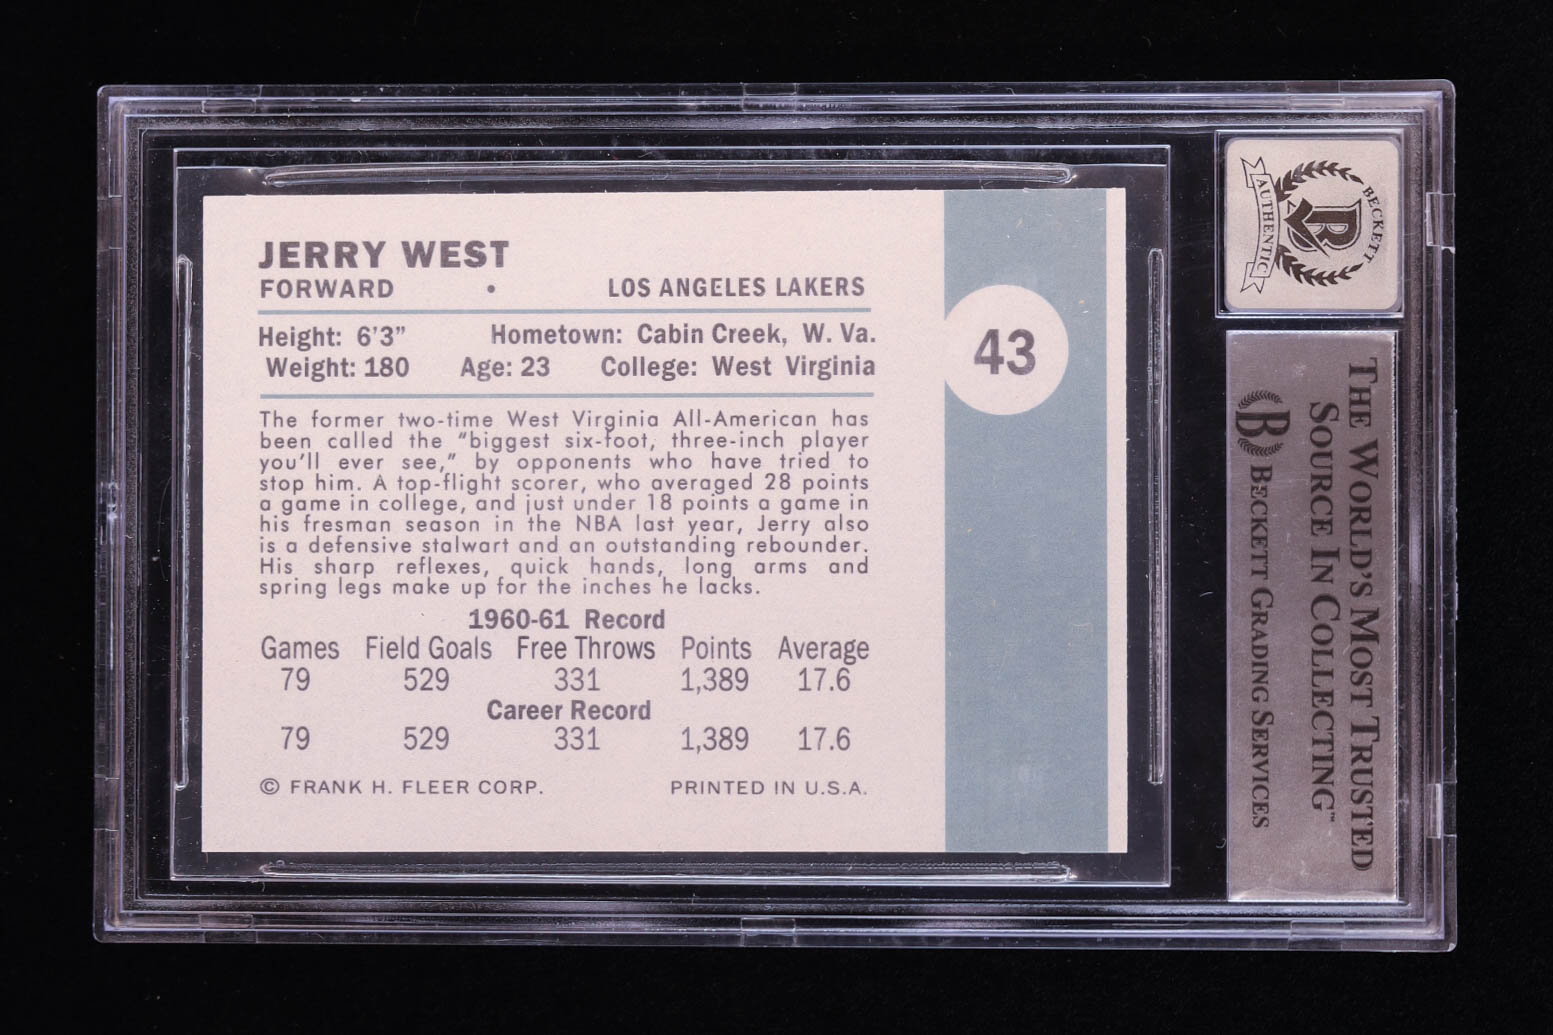 JERRY WEST
FORWARD • LOS ANGELES LAKERS
Height: 6'3" Hometown: Cabin Creek, W. Va.
Weight: 180 Age: 23 College: West Virginia
43
The former two-time West Virginia All-American has
been called the "biggest six-foot, three-inch player
you'll ever see," by opponents who have tried to
stop him. A top-flight scorer, who averaged 28 points
a game in college, and just under 18 points a game in
his fresman season in the NBA last year, Jerry also
is a defensive stalwart and an outstanding rebounder.
His sharp reflexes, quick hands, long arms and
spring legs make up for the inches he lacks.
1960-61 Record
Games Field Goals Free Throws Points Average
79 529 331 1,389 17.6
Career Record
79 529 331 1,389 17.6
© FRANK H. FLEER CORP. PRINTED IN U.S.A.
BECKETT
AUTHENTIC
THE WORLD'S MOST TRUSTED
SOURCE IN COLLECTING™
B BECKETT GRADING SERVICES